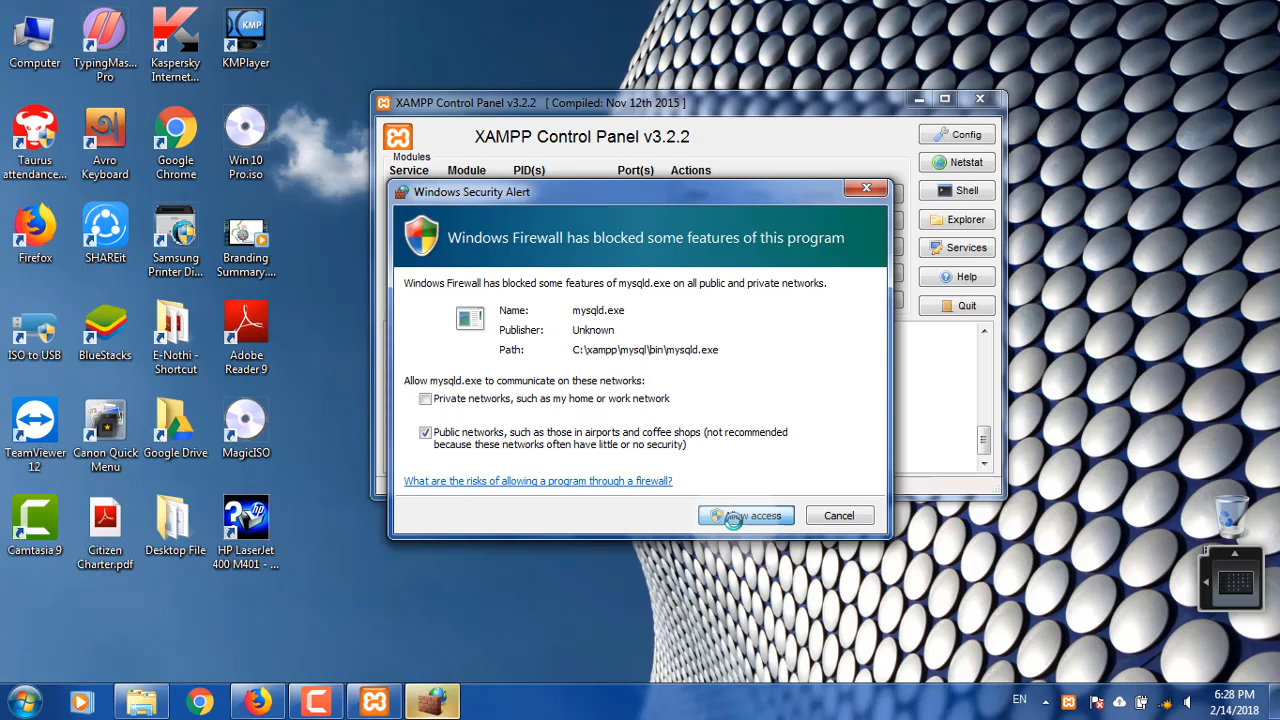 Computer
TypingMas...
Pro
Kaspersky
Internet...
KMP
KMPlayer
Taurus
attendance...
Avro
Keyboard
Google
Chrome
Win 10
Pro.iso
Firefox
SHAREit
Samsung
Printer Di...
Branding
Summary....
ISO to USB
BlueStacks
E-Nothi -
Shortcut
Adobe
Reader 9
TeamViewer
12
Canon Quick
Menu
Google Drive
MagicISO
Camtasia 9
Citizen
Charter.pdf
Desktop File
HP LaserJet
400 M401 - ...
XAMPP Control Panel v3.2.2 [ Compiled: Nov 12th 2015 ]
XAMPP Control Panel v3.2.2
Modules
Service Module PID(s) Port(s) Actions
Config
Netstat
Shell
Explorer
Services
Help
Quit
Windows Security Alert
Windows Firewall has blocked some features of this program
Windows Firewall has blocked some features of mysqld.exe on all public and private networks.
Name: mysqld.exe
Publisher: Unknown
Path: C:\xampp\mysql\bin\mysqld.exe
Allow mysqld.exe to communicate on these networks:
Private networks, such as my home or work network
Public networks, such as those in airports and coffee shops (not recommended
because these networks often have little or no security)
What are the risks of allowing a program through a firewall?
Allow access
Cancel
EN
6:28 PM
2/14/2018